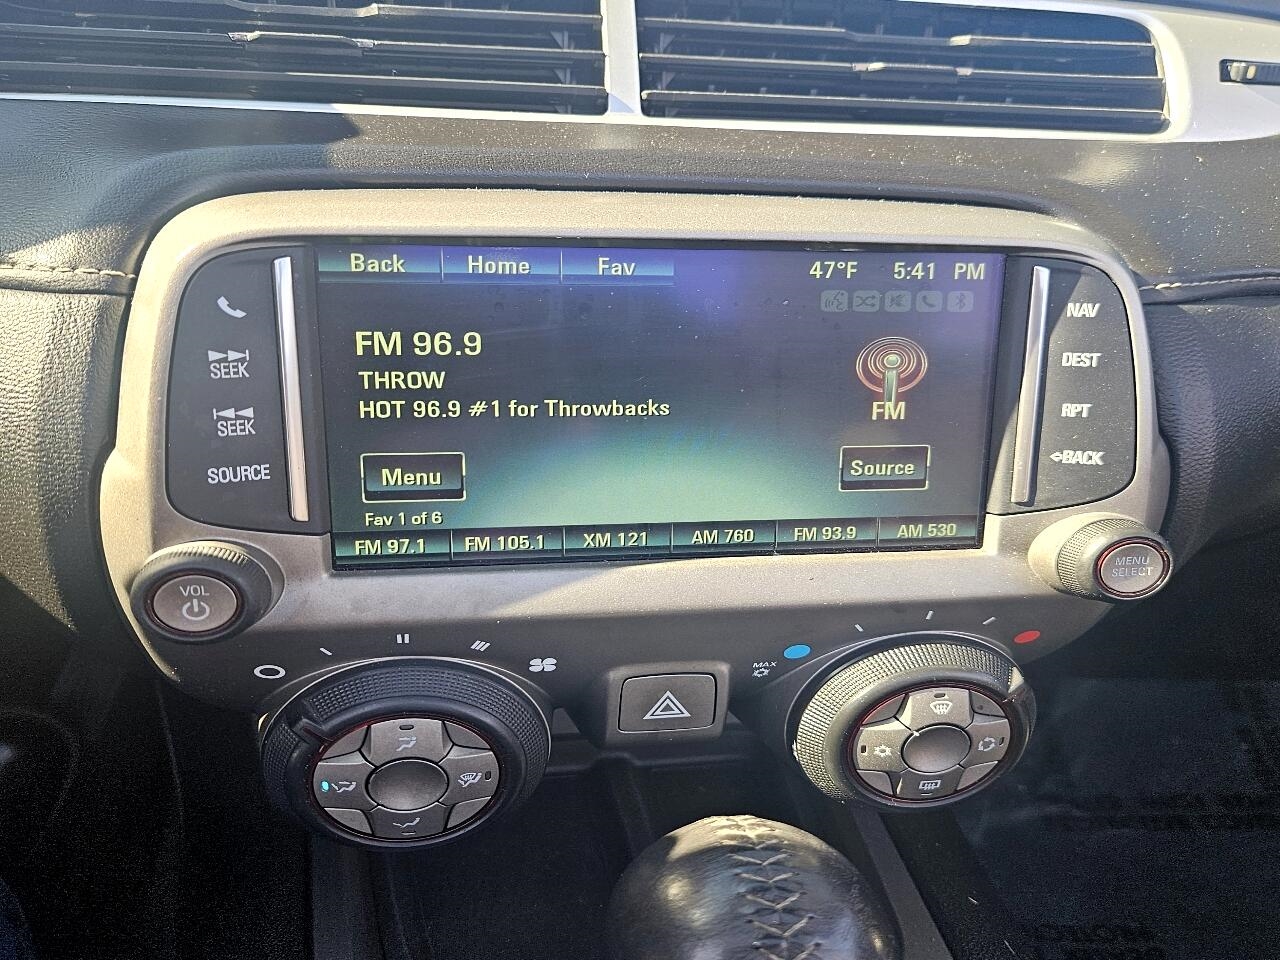 Back Home Fav 47°F 5:41 PM
FM 96.9
THROW
HOT 96.9 #1 for Throwbacks
FM
Menu
Source
Fav 1 of 6
FM 97.1 FM 105.1 XM 121 AM 760 FM 93.9 AM 530
SEEK
SEEK
SOURCE
NAV
DEST
RPT
BACK
VOL
MENU
SELECT
MAX